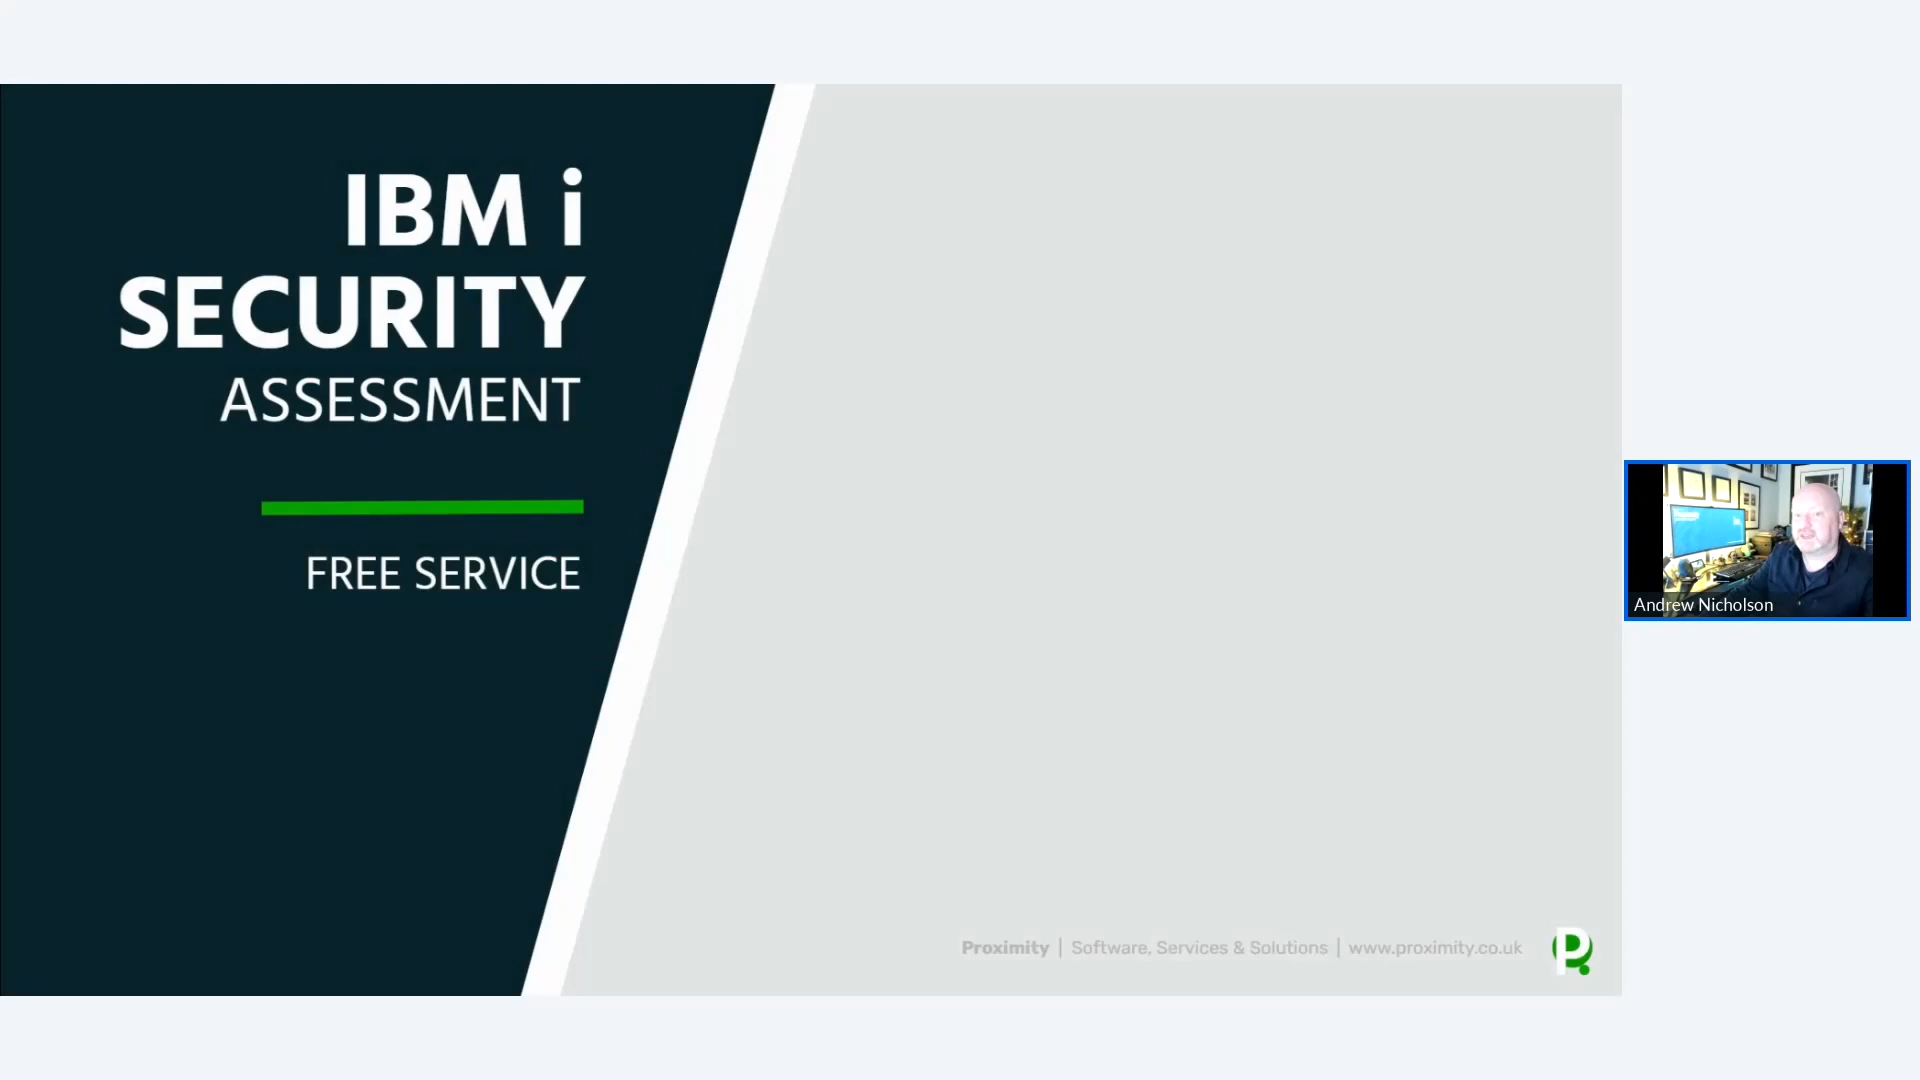 IBM i
SECURITY
ASSESSMENT
FREE SERVICE
Andrew Nicholson
Proximity | Software, Services & Solutions | www.proximity.co.uk
P